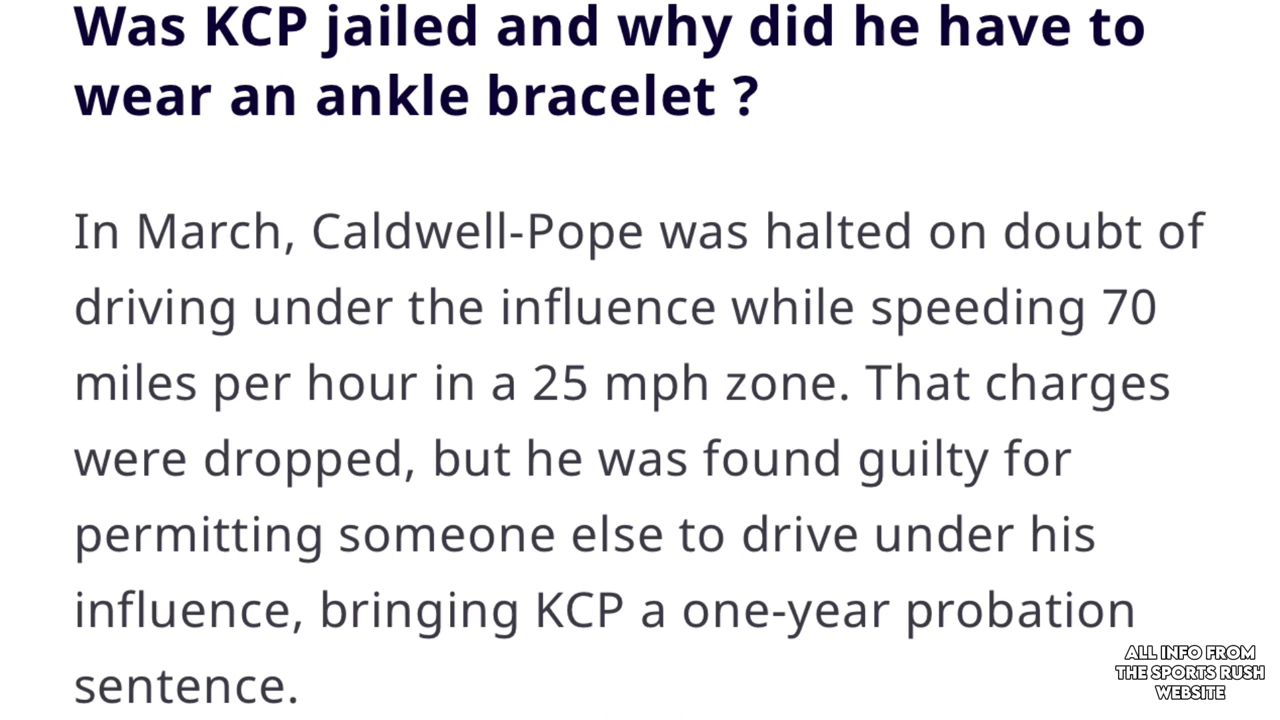 Was KCP jailed and why did he have to
wear an ankle bracelet ?
In March, Caldwell-Pope was halted on doubt of
driving under the influence while speeding 70
miles per hour in a 25 mph zone. That charges
were dropped, but he was found guilty for
permitting someone else to drive under his
influence, bringing KCP a one-year probation
sentence.
ALL INFO FROM
THE SPORTS RUSH
WEBSITE